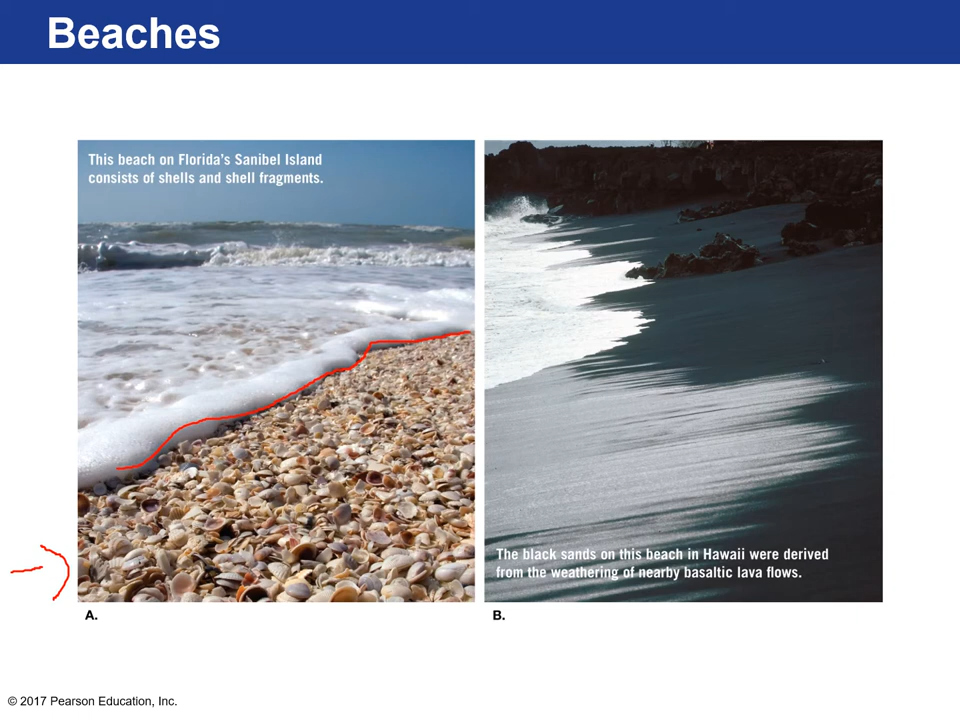 Beaches
This beach on Florida's Sanibel Island
consists of shells and shell fragments.
The black sands on this beach in Hawaii were derived
from the weathering of nearby basaltic lava flows.
A.
B.
© 2017 Pearson Education, Inc.